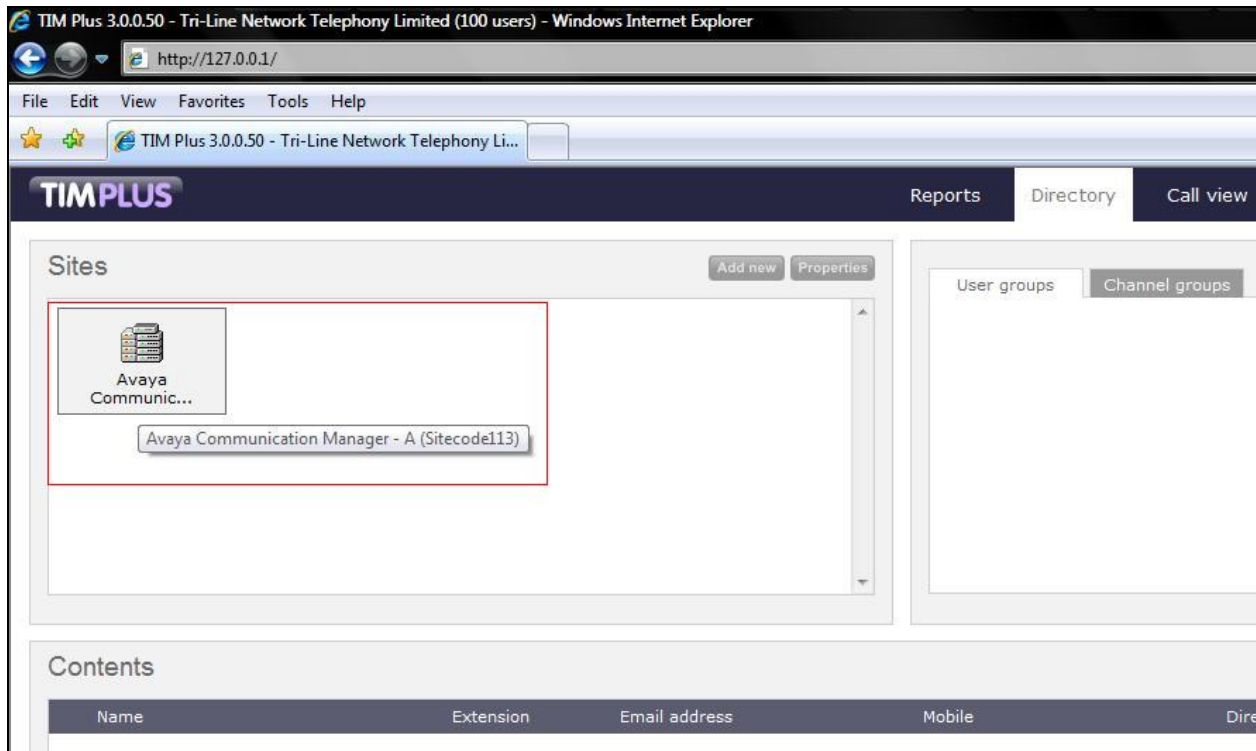 TIM Plus 3.0.0.50 - Tri-Line Network Telephony Limited (100 users) - Windows Internet Explorer
http://127.0.0.1/
File Edit View Favorites Tools Help
TIM Plus 3.0.0.50 - Tri-Line Network Telephony Li...
TIMPLUS Reports Directory Call view
Sites Add new Properties
User groups Channel groups
Avaya
Communic...
Avaya Communication Manager - A (Sitecode113)
Contents
Name Extension Email address Mobile Dire